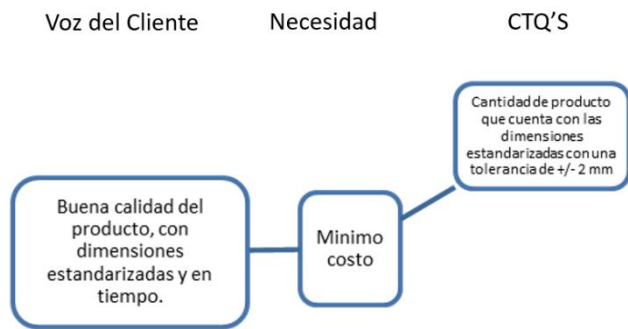 Voz del Cliente
Necesidad
CTQ'S
Cantidad de producto
que cuenta con las
dimensiones
estandarizadas con una
tolerancia de +/- 2 mm
Buena calidad del
producto, con
dimensiones
estandarizadas y en
tiempo.
Minimo
costo